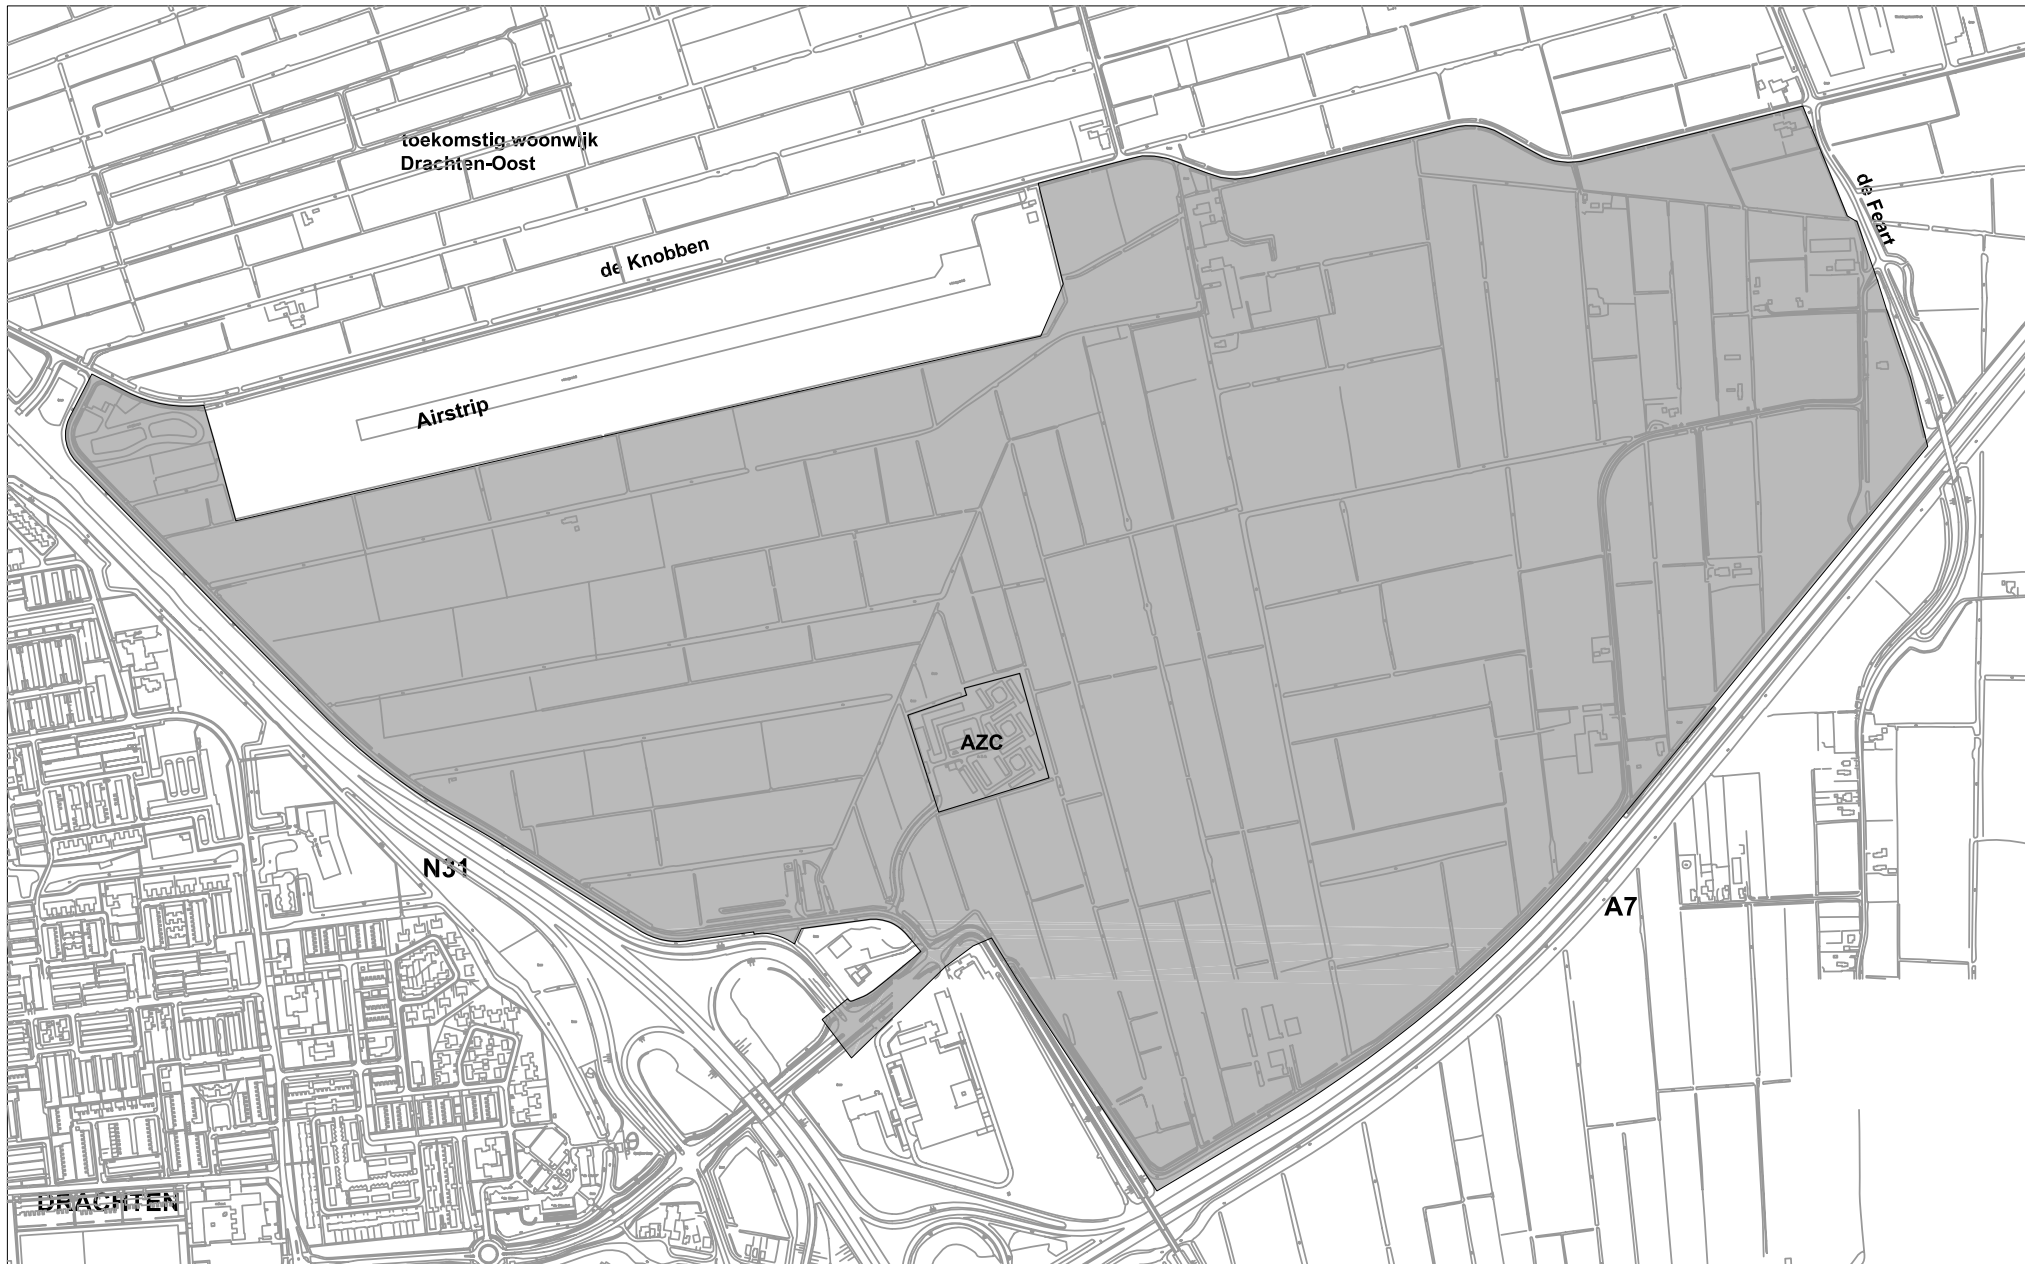 toekomstig woonwijk
Drachten-Oost
de Feart
de Knobben
Airstrip
AZC
N31
A7
DRACHTEN